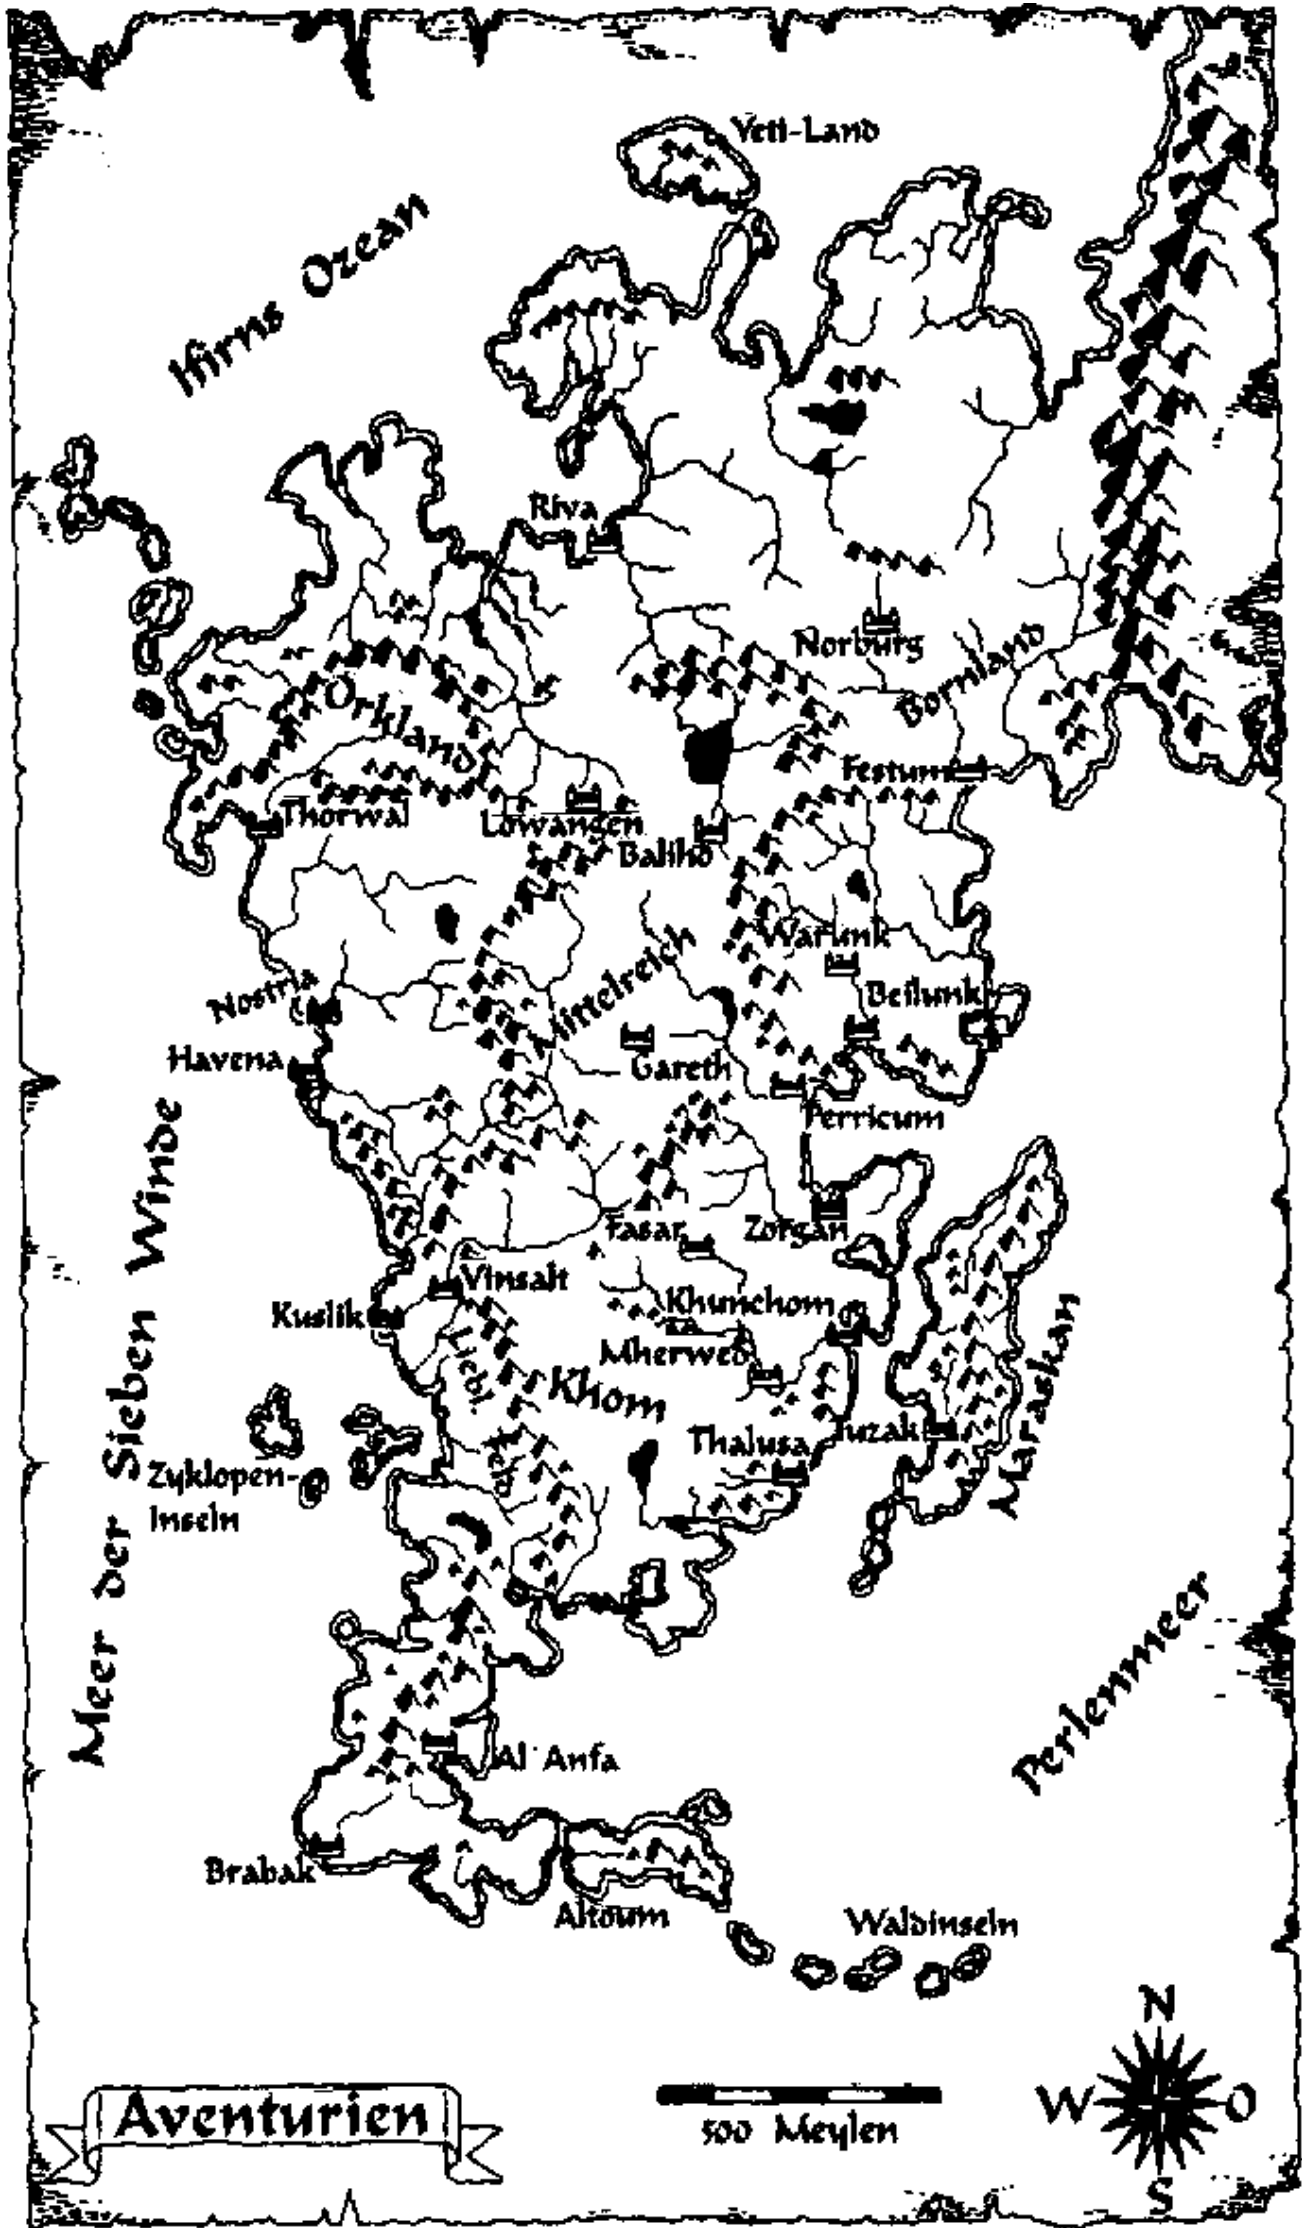 Yeti-Land
Ifirns Ozean
Riva
Norburg
Bornland
Orkland
Festum
Thorwal
Lowangen
Baliho
Warunk
Mittelreich
Nostria
Beilunk
Havena
Gareth
Perricum
Meer der Sieben Winde
Fasar
Zorgan
Vinsalt
Kuslik
Khunchom
Mherwed
Liebl.
Feld
Khom
Maraskan
Thalusa
Tuzak
Zyklopen-
Inseln
Perlenmeer
Al'Anfa
Brabak
Altoum
Waldinseln
N
W
O
S
Aventurien
500 Meylen